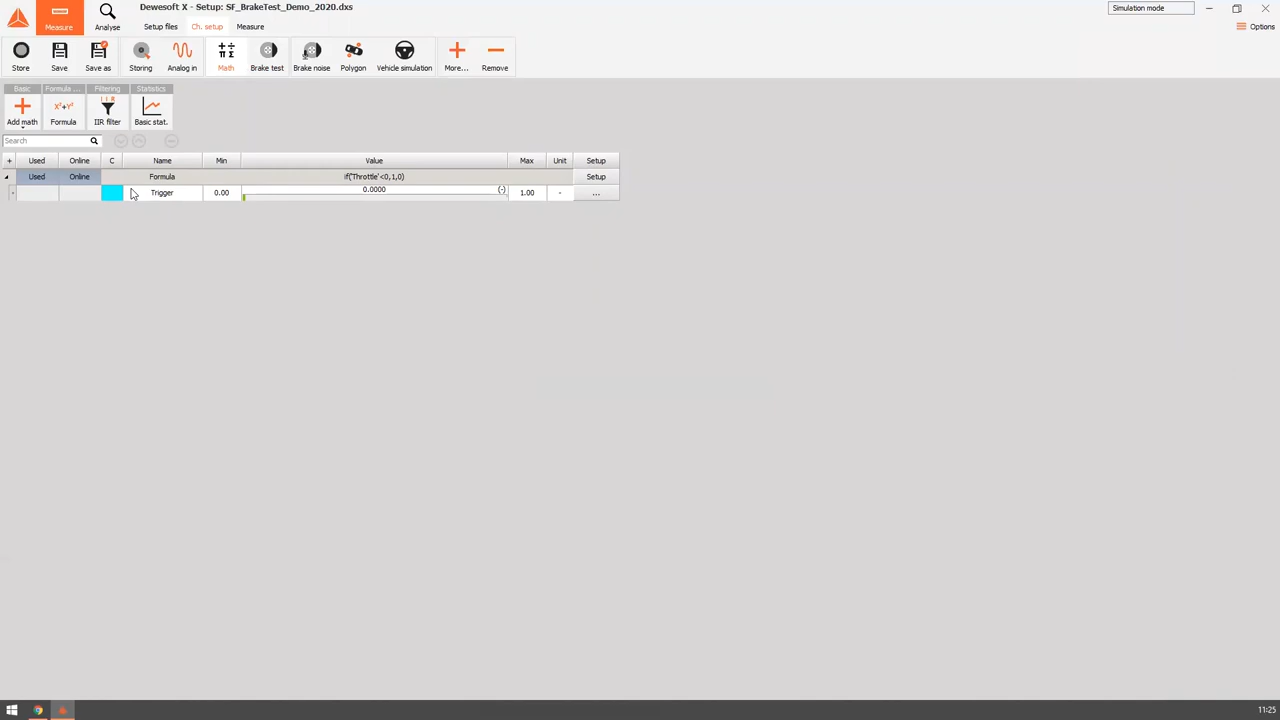 Dewesoft X - Setup: SF_BrakeTest_Demo_2020.dxs
Simulation mode
Measure
Analyse
Setup files
Ch. setup
Measure
Options
Store
Save
Save as
Storing
Analog in
Math
Brake test
Brake noise
Polygon
Vehicle simulation
More...
Remove
Basic
Formula ...
Filtering
Statistics
Add math
X²+Y²
Formula
I I R
IIR filter
Basic stat.
Search
+ Used Online C Name Min Value Max Unit Setup
Used Online Formula if('Throttle'<0,1,0) Setup
- Trigger 0.00 0.0000 (-) 1.00 - ...
11:25